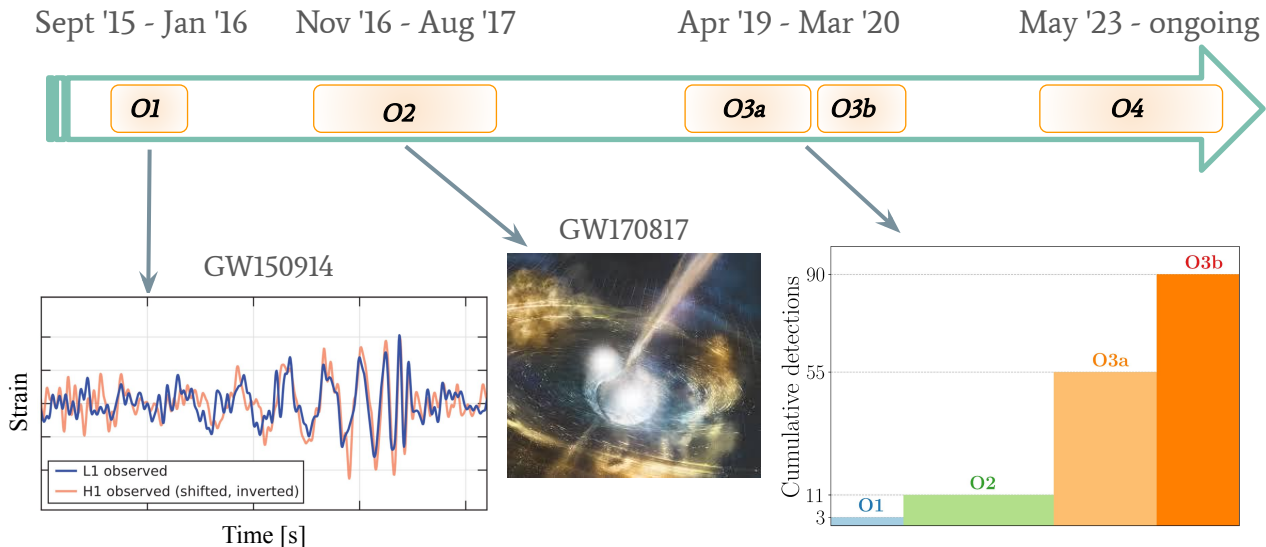 Sept '15 - Jan '16
Nov '16 - Aug '17
Apr '19 - Mar '20
May '23 - ongoing
O1
O2
O3a
O3b
O4
GW150914
GW170817
Strain
L1 observed
H1 observed (shifted, inverted)
Time [s]
Cumulative detections
90
55
11
3
O1
O2
O3a
O3b